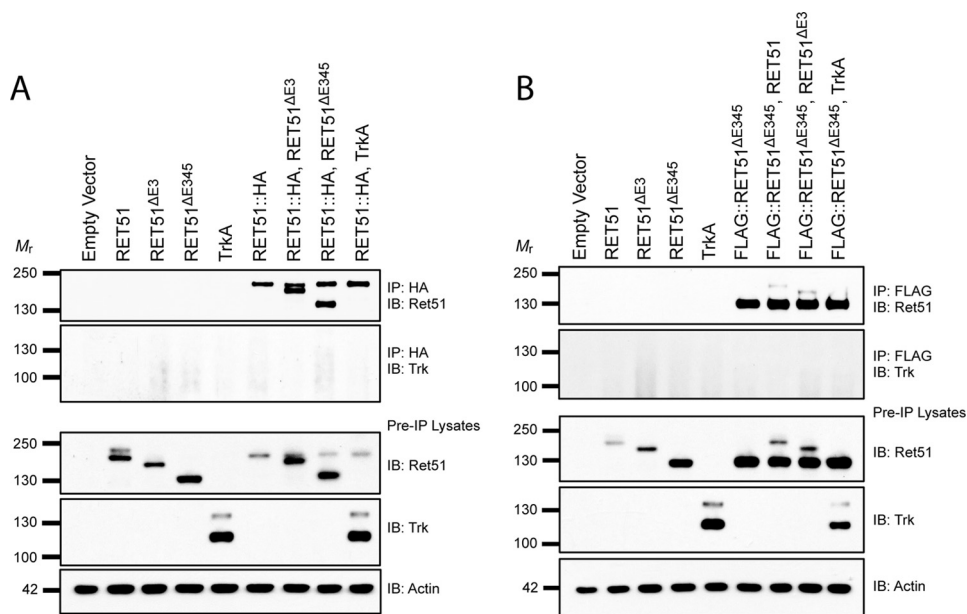 A
Empty Vector
RET51
RET51ΔE3
RET51ΔE345
TrkA
RET51::HA
RET51::HA, RET51ΔE3
RET51::HA, RET51ΔE345
RET51::HA, TrkA
Mr
250
130
IP: HA
IB: Ret51
130
100
IP: HA
IB: Trk
Pre-IP Lysates
250
130
IB: Ret51
130
100
IB: Trk
42
IB: Actin
B
Empty Vector
RET51
RET51ΔE3
RET51ΔE345
TrkA
FLAG::RET51ΔE345
FLAG::RET51ΔE345, RET51
FLAG::RET51ΔE345, RET51ΔE3
FLAG::RET51ΔE345, TrkA
Mr
250
130
IP: FLAG
IB: Ret51
130
100
IP: FLAG
IB: Trk
Pre-IP Lysates
250
130
IB: Ret51
130
100
IB: Trk
42
IB: Actin